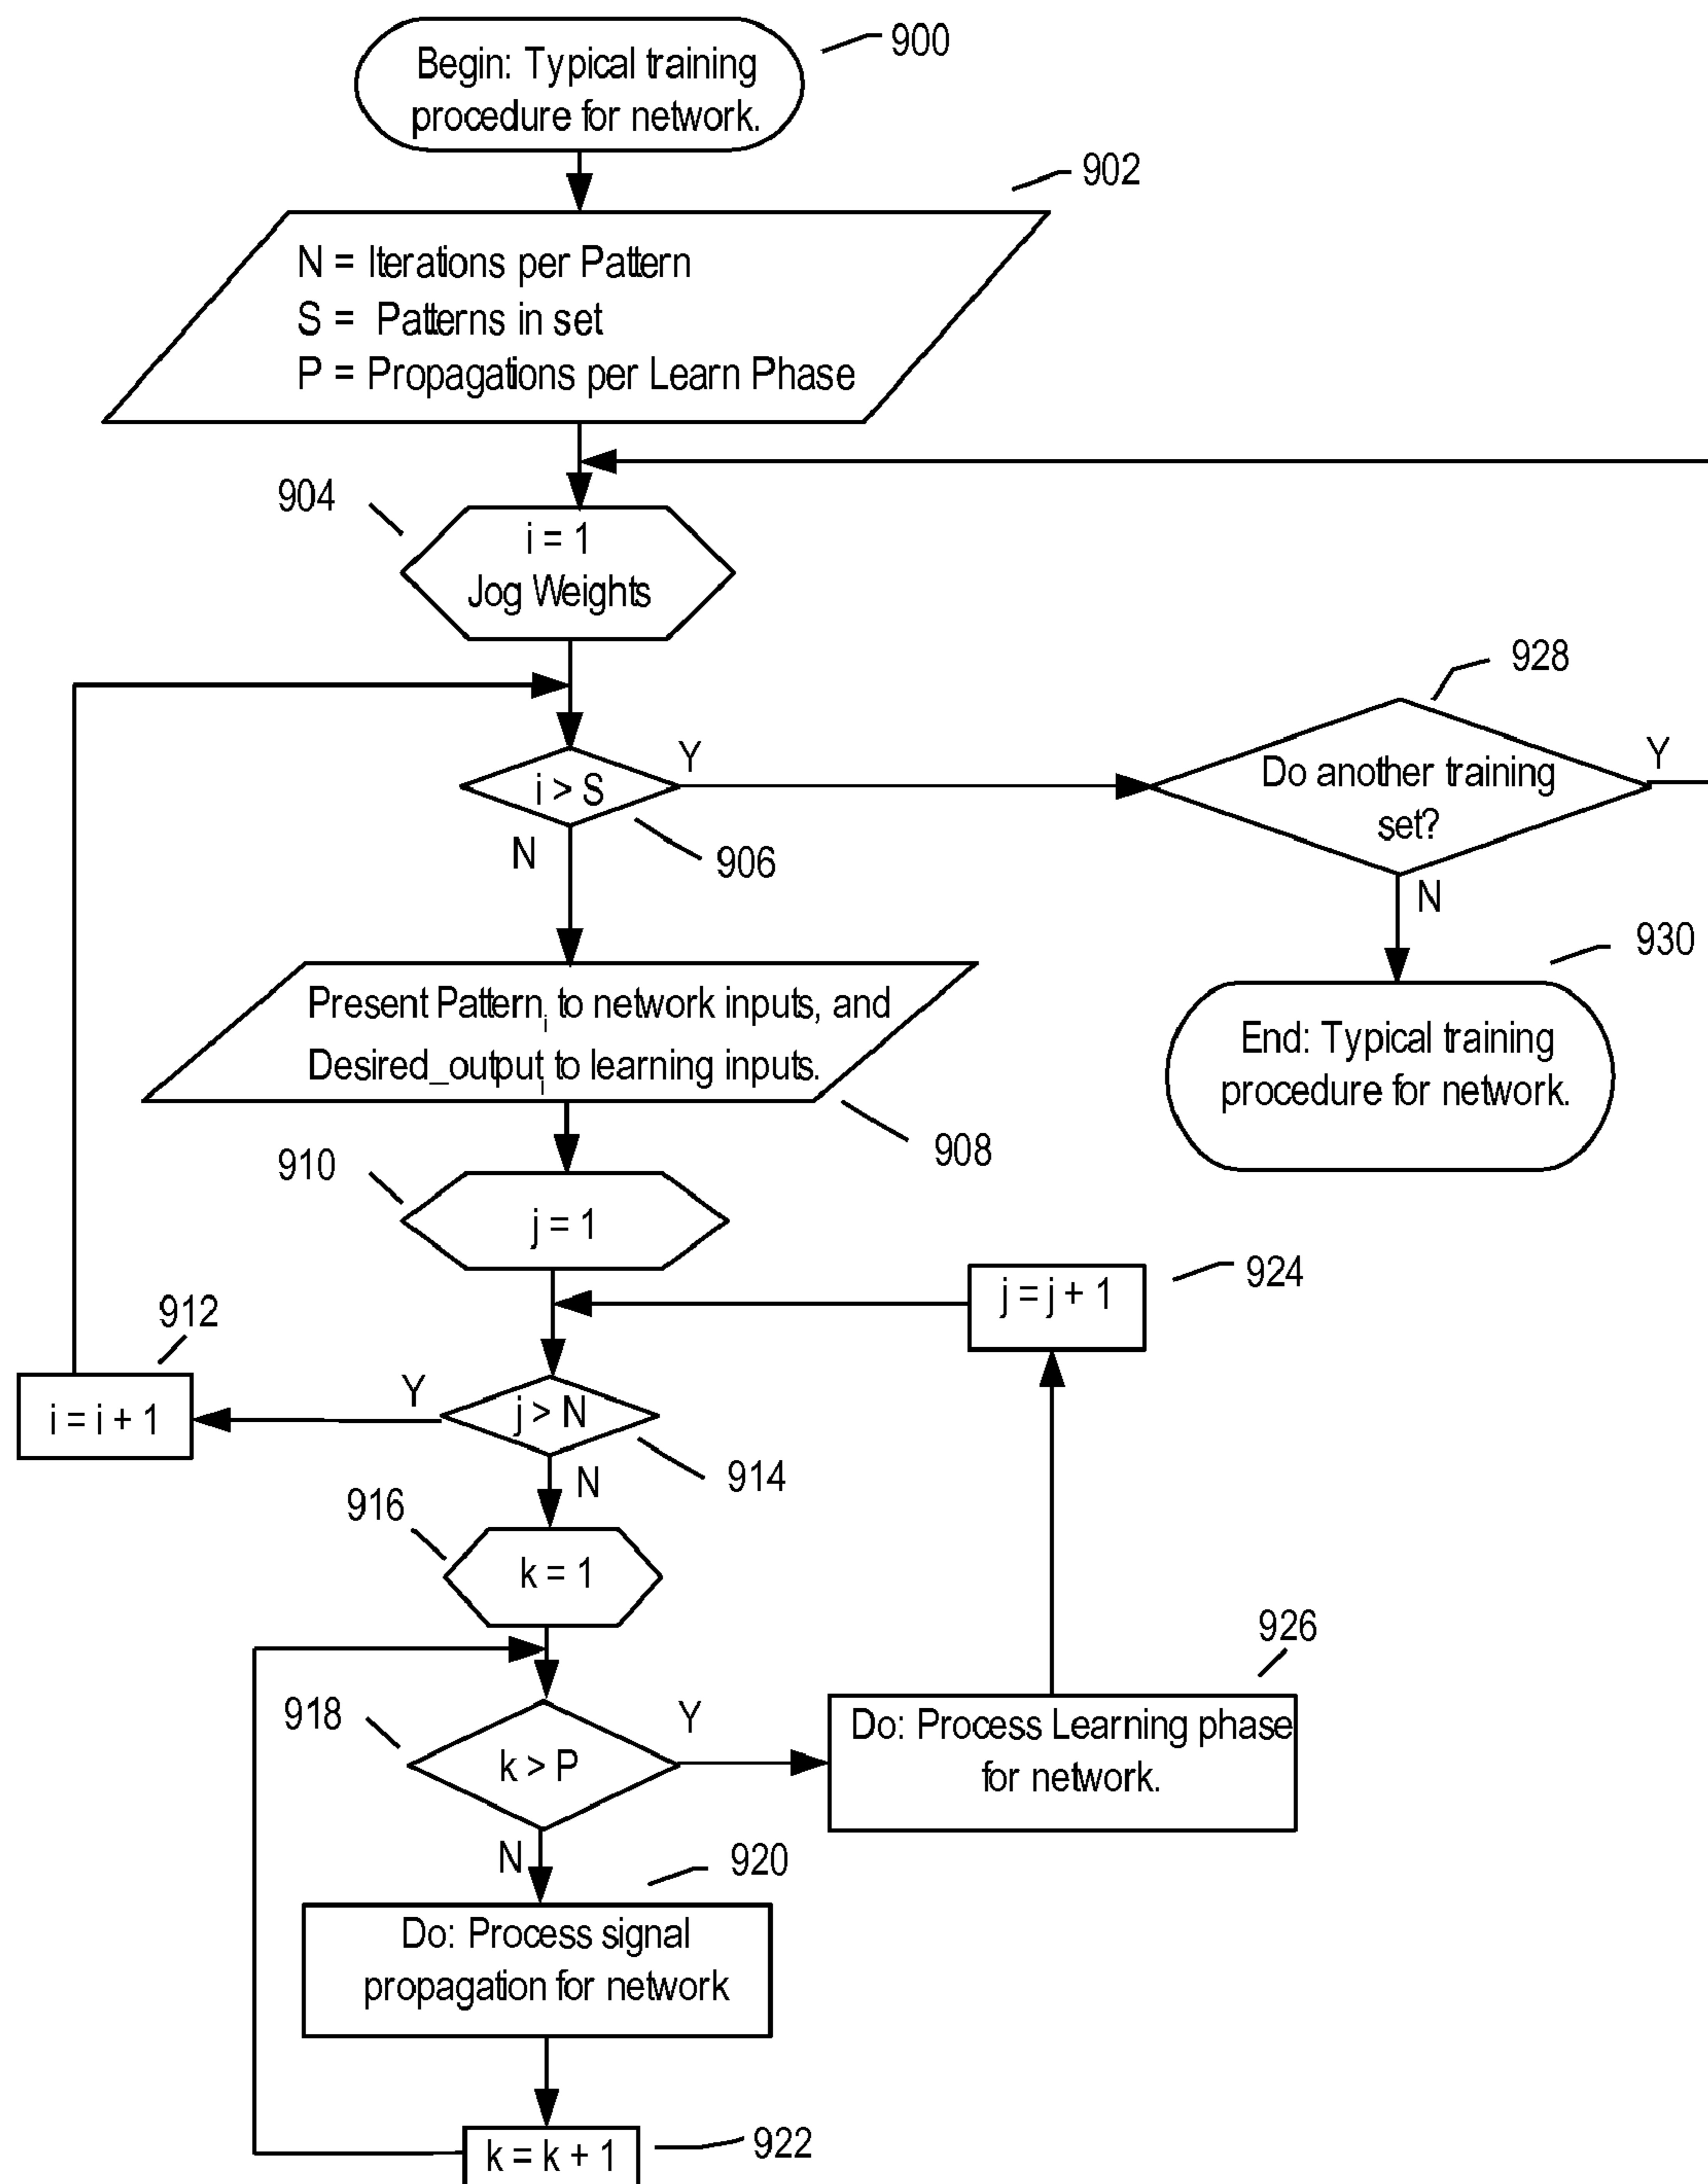 Begin: Typical training
procedure for network.
900
902
N = Iterations per Pattern
S = Patterns in set
P = Propagations per Learn Phase
904
i = 1
Jog Weights
928
Y
Do another training
set?
Y
i > S
N
906
N
930
Present Patterni to network inputs, and
Desired_outputi to learning inputs.
End: Typical training
procedure for network.
908
910
j = 1
924
j = j + 1
912
Y
i = i + 1
j > N
914
N
916
k = 1
926
918
Y
k > P
Do: Process Learning phase
for network.
N
920
Do: Process signal
propagation for network
922
k = k + 1